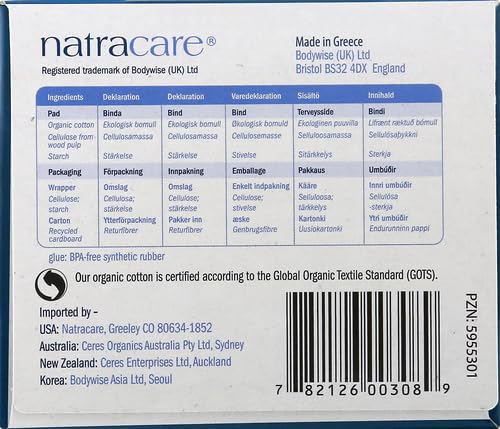 natracare®
Registered trademark of Bodywise (UK) Ltd
Made in Greece
Bodywise (UK) Ltd
Bristol BS32 4DX England
Ingredients Deklaration Deklaration Varedeklaration Sisältö Innihald
Pad Binda Bind Bind Terveysside Bindi
Organic cotton Ekologisk bomull Ekologisk bomull Økologisk bomuld Ekologinen puuvilla Lífrænt ræktuð bómull
Cellulose from Cellulosamassa Cellulosamassa Cellulosemasse Selluloosamassa Sellulósaþykkni
wood pulp
Starch Stärkelse Stärkelse Stivelse Sitärkkelys Sterkja
Packaging Förpackning Innpakning Emballage Pakkaus Umbúðir
Wrapper Omslag Omslag Enkelt indpakning Kääre Innri umbúðir
Cellulose; Cellulosa; Cellulosa; Cellulose; Selluloosa; Sellulósa
starch stärkelse stärkelse stivelse tärkkelys -sterkja
Carton Ytterförpackning Pakker inn æske Kartonki Ytri umbúðir
Recycled Returfibrer Returfibrer Genbrugsfibre Uusiokartonki Endurunninn pappi
cardboard
glue: BPA-free synthetic rubber
Our organic cotton is certified according to the Global Organic Textile Standard (GOTS).
Imported by -
USA: Natracare, Greeley CO 80634-1852
Australia: Ceres Organics Australia Pty Ltd, Sydney
New Zealand: Ceres Enterprises Ltd, Auckland
Korea: Bodywise Asia Ltd, Seoul
7 82126 00308 9
PZN: 5955301